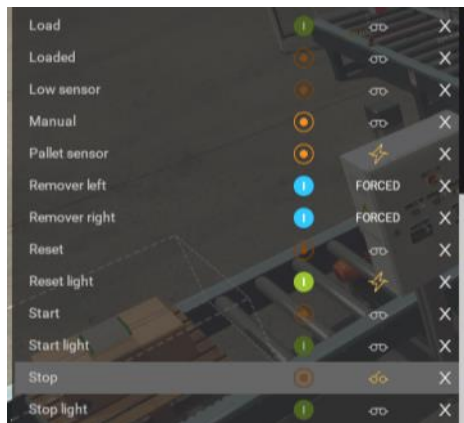 Load X
Loaded X
Low sensor X
Manual X
Pallet sensor X
Remover left FORCED X
Remover right FORCED X
Reset X
Reset light X
Start X
Start light X
Stop X
Stop light X